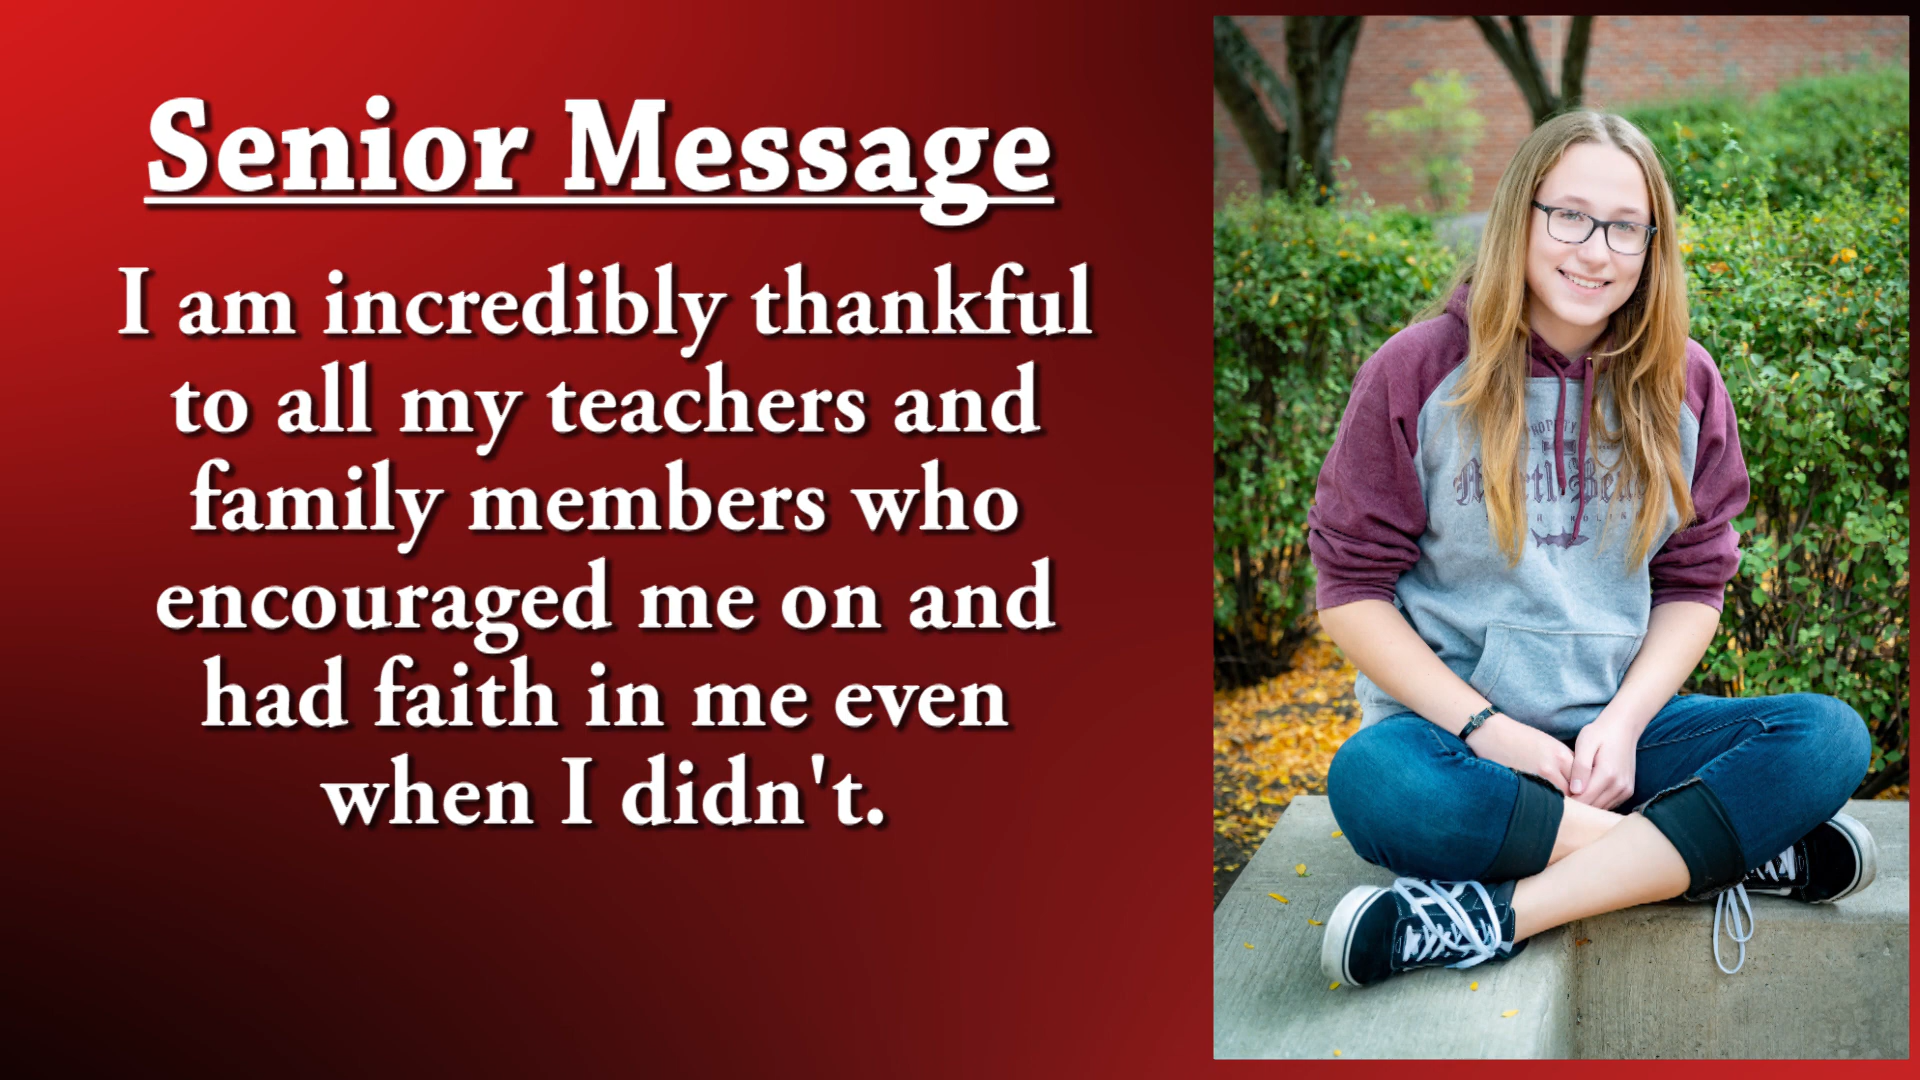 Senior Message
I am incredibly thankful
to all my teachers and
family members who
encouraged me on and
had faith in me even
when I didn't.
PROPERTY